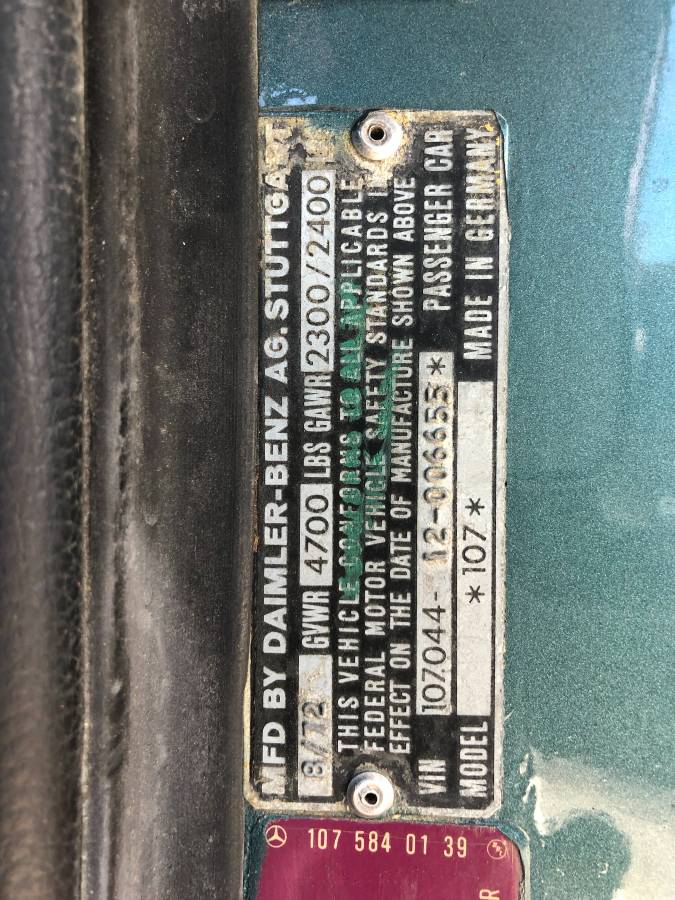 MFD BY DAIMLER-BENZ AG. STUTTGART
8/72 GVWR 4700 LBS GAWR 2300/2400
THIS VEHICLE CONFORMS TO ALL APPLICABLE
FEDERAL MOTOR VEHICLE SAFETY STANDARDS IN
EFFECT ON THE DATE OF MANUFACTURE SHOWN ABOVE
VIN 107.044- 12-006655* PASSENGER CAR
MODEL *107* MADE IN GERMANY
107 584 01 39
R